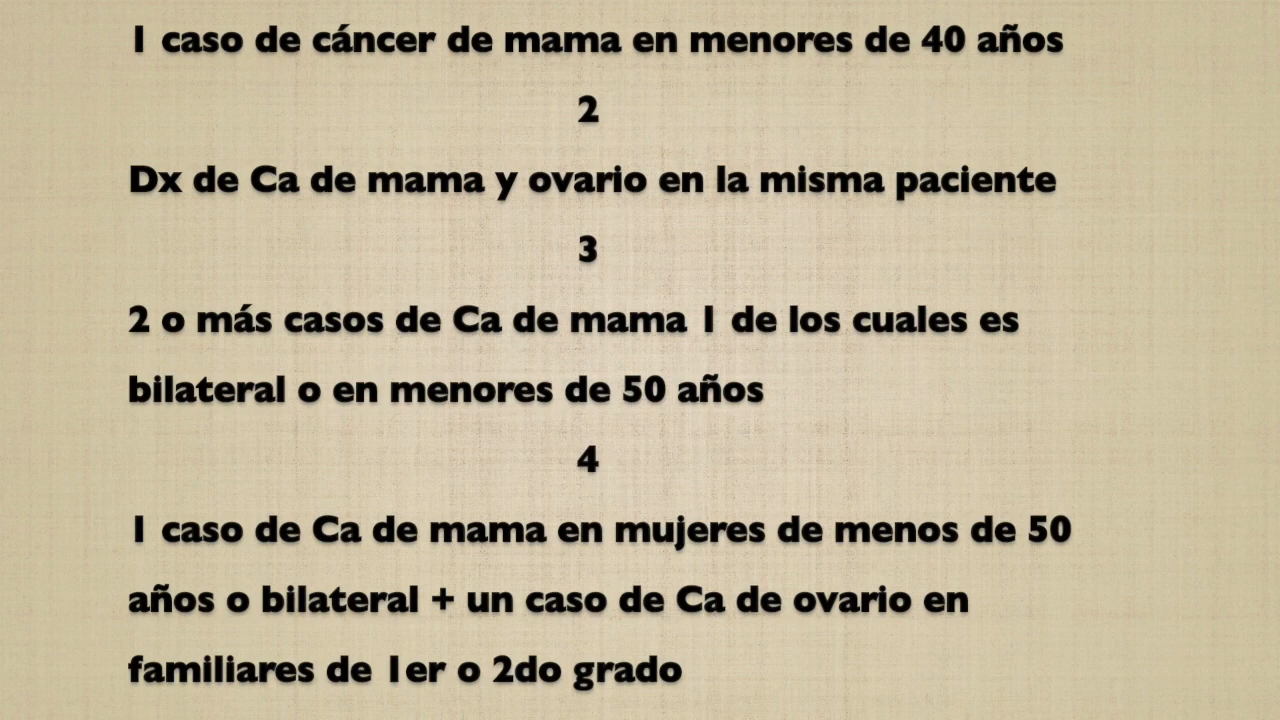 1 caso de cáncer de mama en menores de 40 años
2
Dx de Ca de mama y ovario en la misma paciente
3
2 o más casos de Ca de mama 1 de los cuales es
bilateral o en menores de 50 años
4
1 caso de Ca de mama en mujeres de menos de 50
años o bilateral + un caso de Ca de ovario en
familiares de 1er o 2do grado